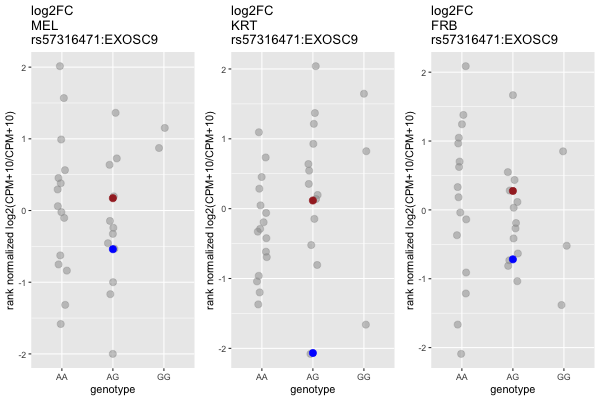 log2FC
MEL
rs57316471:EXOSC9
rank normalized log2(CPM+10/CPM+10)
2
1
0
-1
-2
AA AG GG
genotype
log2FC
KRT
rs57316471:EXOSC9
rank normalized log2(CPM+10/CPM+10)
2
1
0
-1
-2
AA AG GG
genotype
log2FC
FRB
rs57316471:EXOSC9
rank normalized log2(CPM+10/CPM+10)
2
1
0
-1
-2
AA AG GG
genotype